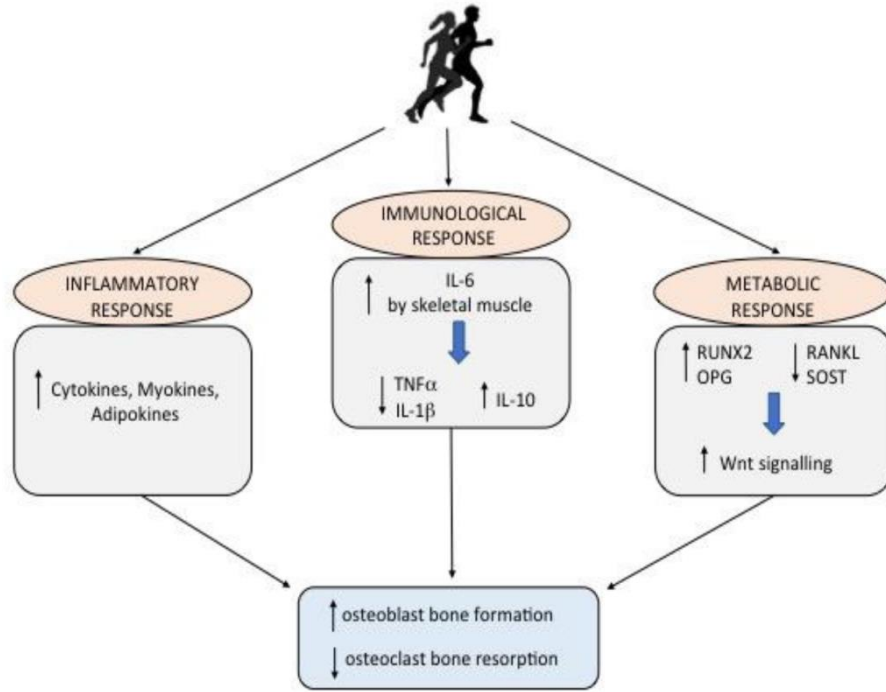 IMMUNOLOGICAL
RESPONSE
↑ IL-6
by skeletal muscle
↓ TNFα ↑ IL-10
IL-1β
INFLAMMATORY
RESPONSE
↑ Cytokines, Myokines,
Adipokines
METABOLIC
RESPONSE
↑ RUNX2 ↓ RANKL
OPG SOST
↑ Wnt signalling
↑ osteoblast bone formation
↓ osteoclast bone resorption